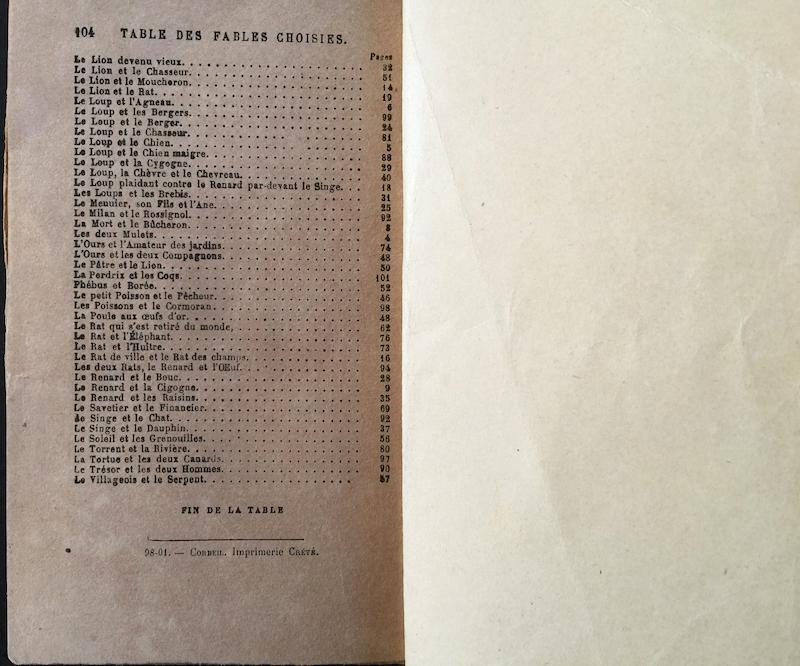 104 TABLE DES FABLES CHOISIES.
Pages
Le Lion devenu vieux. 32
Le Lion et le Chasseur. 51
Le Lion et le Moucheron. 14
Le Lion et le Rat. 19
Le Loup et l'Agneau. 6
Le Loup et les Bergers. 99
Le Loup et le Berger. 24
Le Loup et le Chasseur. 81
Le Loup et le Chien. 5
Le Loup et le Chien maigre. 88
Le Loup et la Cygogne. 29
Le Loup, la Chèvre et le Chevreau. 40
Le Loup plaidant contre le Renard par-devant le Singe. 18
Les Loups et les Brebis. 31
Le Meunier, son Fils et l'Ane. 25
Le Milan et le Rossignol. 92
La Mort et le Bûcheron. 8
Les deux Mulets. 4
L'Ours et l'Amateur des jardins. 74
L'Ours et les deux Compagnons. 48
Le Pâtre et le Lion. 50
La Perdrix et les Coqs. 101
Phébus et Borée. 52
Le petit Poisson et le Pêcheur. 46
Les Poissons et le Cormoran. 98
La Poule aux œufs d'or. 48
Le Rat qui s'est retiré du monde, 62
Le Rat et l'Éléphant. 76
Le Rat et l'Huître. 73
Le Rat de ville et le Rat des champs. 16
Les deux Rats, le Renard et l'Œuf. 94
Le Renard et le Bouc. 28
Le Renard et la Cigogne. 9
Le Renard et les Raisins. 35
Le Savetier et le Financier. 69
Le Singe et le Chat. 92
Le Singe et le Dauphin. 37
Le Soleil et les Grenouilles. 56
Le Torrent et la Rivière. 80
La Tortue et les deux Canards. 97
Le Trésor et les deux Hommes. 90
Le Villageois et le Serpent. 57
FIN DE LA TABLE
98-01. — CORBEIL. Imprimerie CRÉTÉ.